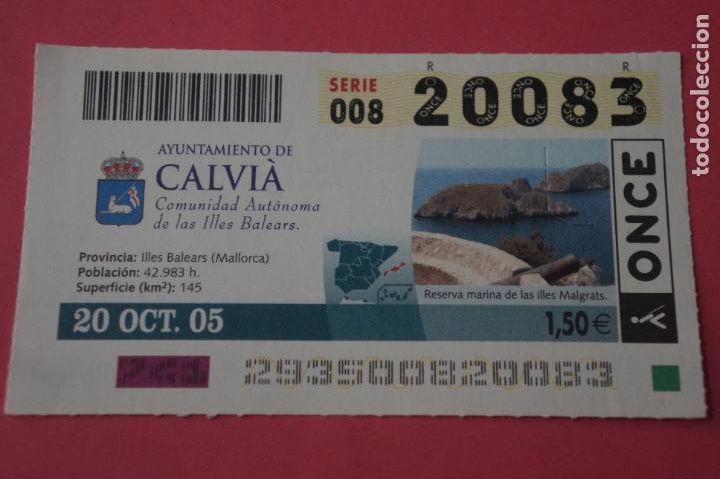 R R
SERIE
008
20083
AYUNTAMIENTO DE
CALVIÀ
Comunidad Autónoma
de las Illes Balears.
Provincia: Illes Balears (Mallorca)
Población: 42.983 h.
Superficie (km²): 145
Reserva marina de las illes Malgrats.
20 OCT. 05
1,50€
ONCE
293500820083
todocoleccion